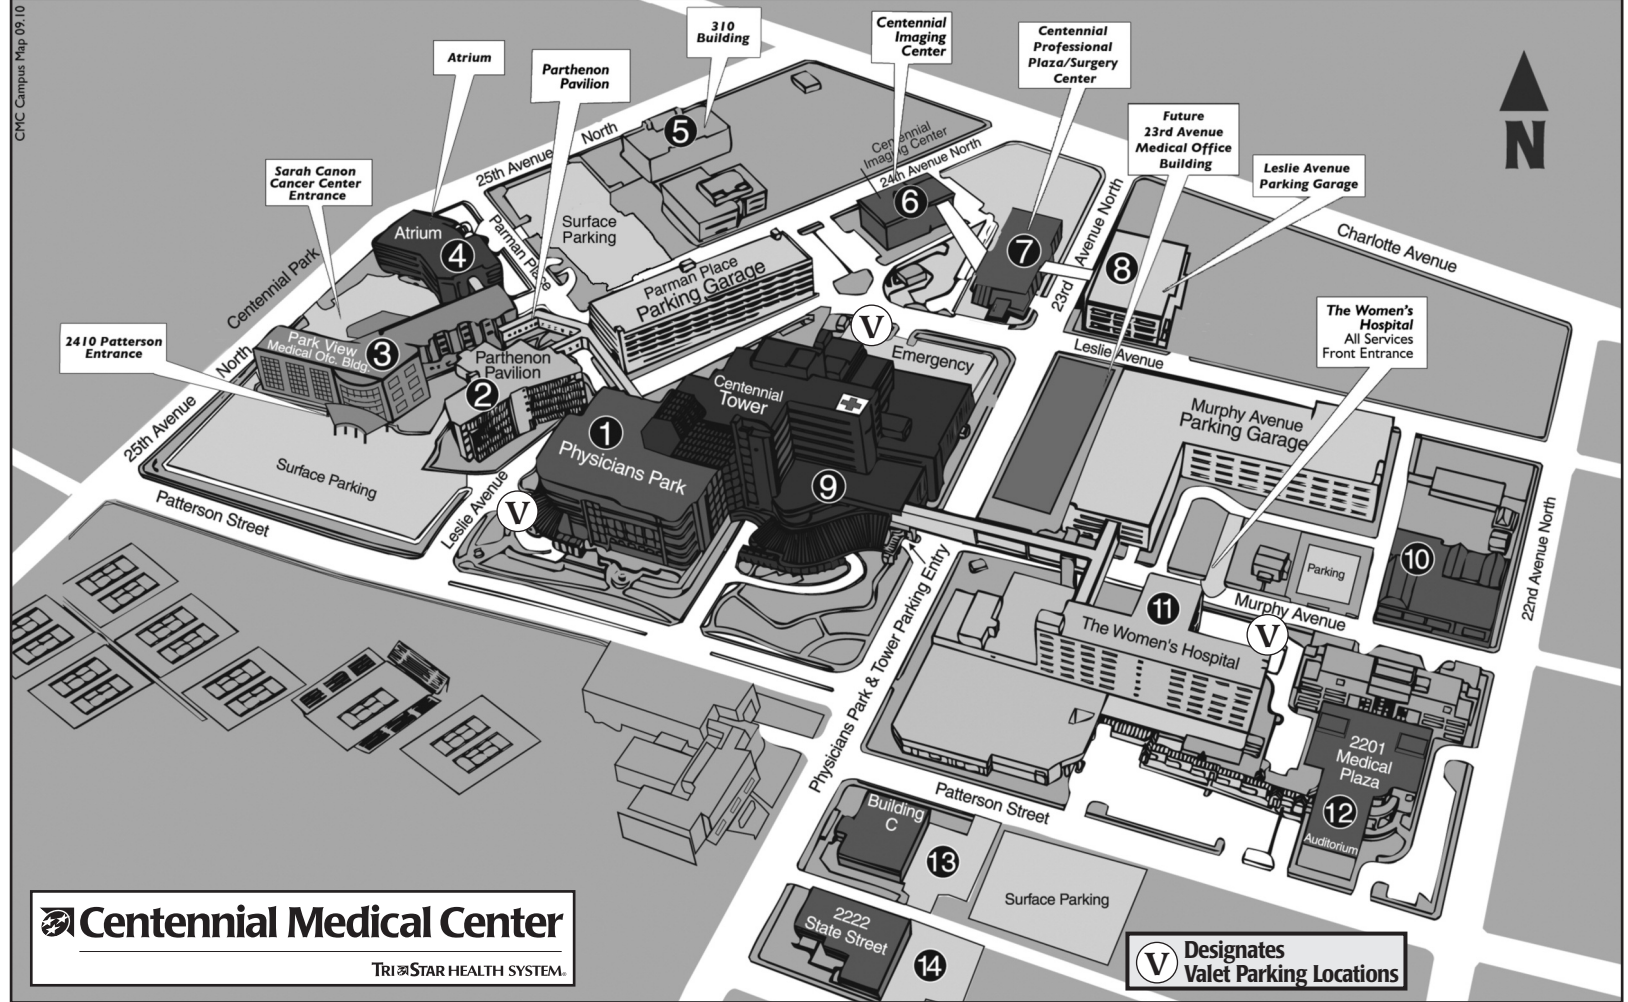 CMC Campus Map 09.10
Atrium
Parthenon
Pavilion
310
Building
Centennial
Imaging
Center
Centennial
Professional
Plaza/Surgery
Center
Future
23rd Avenue
Medical Office
Building
Leslie Avenue
Parking Garage
N
Sarah Canon
Cancer Center
Entrance
2410 Patterson
Entrance
The Women's
Hospital
All Services
Front Entrance
25th Avenue North
5
Centennial
Imaging Center
24th Avenue North
6
7
8
23rd Avenue North
Charlotte Avenue
Surface
Parking
Parman Place
Atrium
4
Centennial Park
Parman Place
Parking Garage
V
Emergency
Leslie Avenue
Park View
Medical Ofc. Bldg.
3
Parthenon
Pavilion
2
Centennial
Tower
Murphy Avenue
Parking Garage
25th Avenue North
1
Physicians Park
9
Surface Parking
Patterson Street
Leslie Avenue
V
Physicians Park & Tower Parking Entry
10
Parking
22nd Avenue North
11
The Women's Hospital
Murphy Avenue
V
2201
Medical
Plaza
12
Auditorium
Patterson Street
Building
C
13
Surface Parking
2222
State Street
14
Centennial Medical Center
TRISTAR HEALTH SYSTEM®
V
Designates
Valet Parking Locations